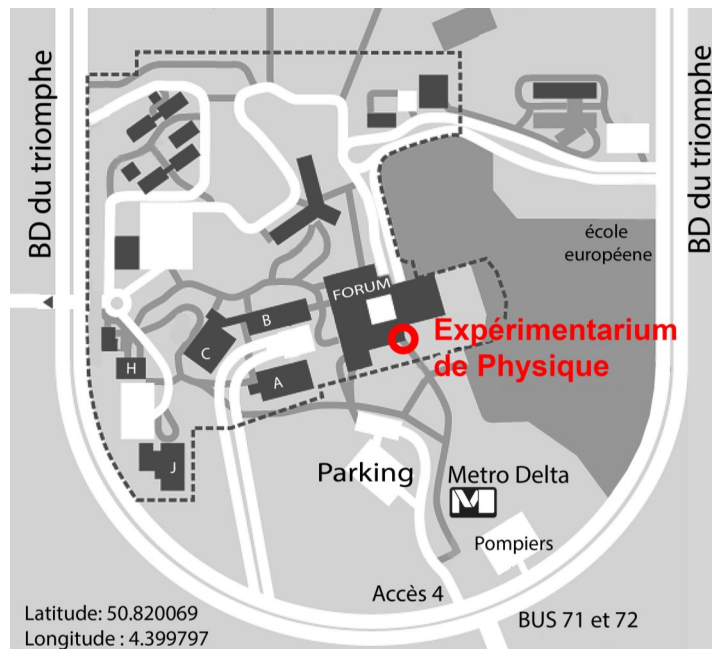 BD du triomphe
BD du triomphe
école
européene
FORUM
B
C
A
H
J
Expérimentarium
de Physique
Parking
Metro Delta
M
Pompiers
Accès 4
BUS 71 et 72
Latitude: 50.820069
Longitude : 4.399797